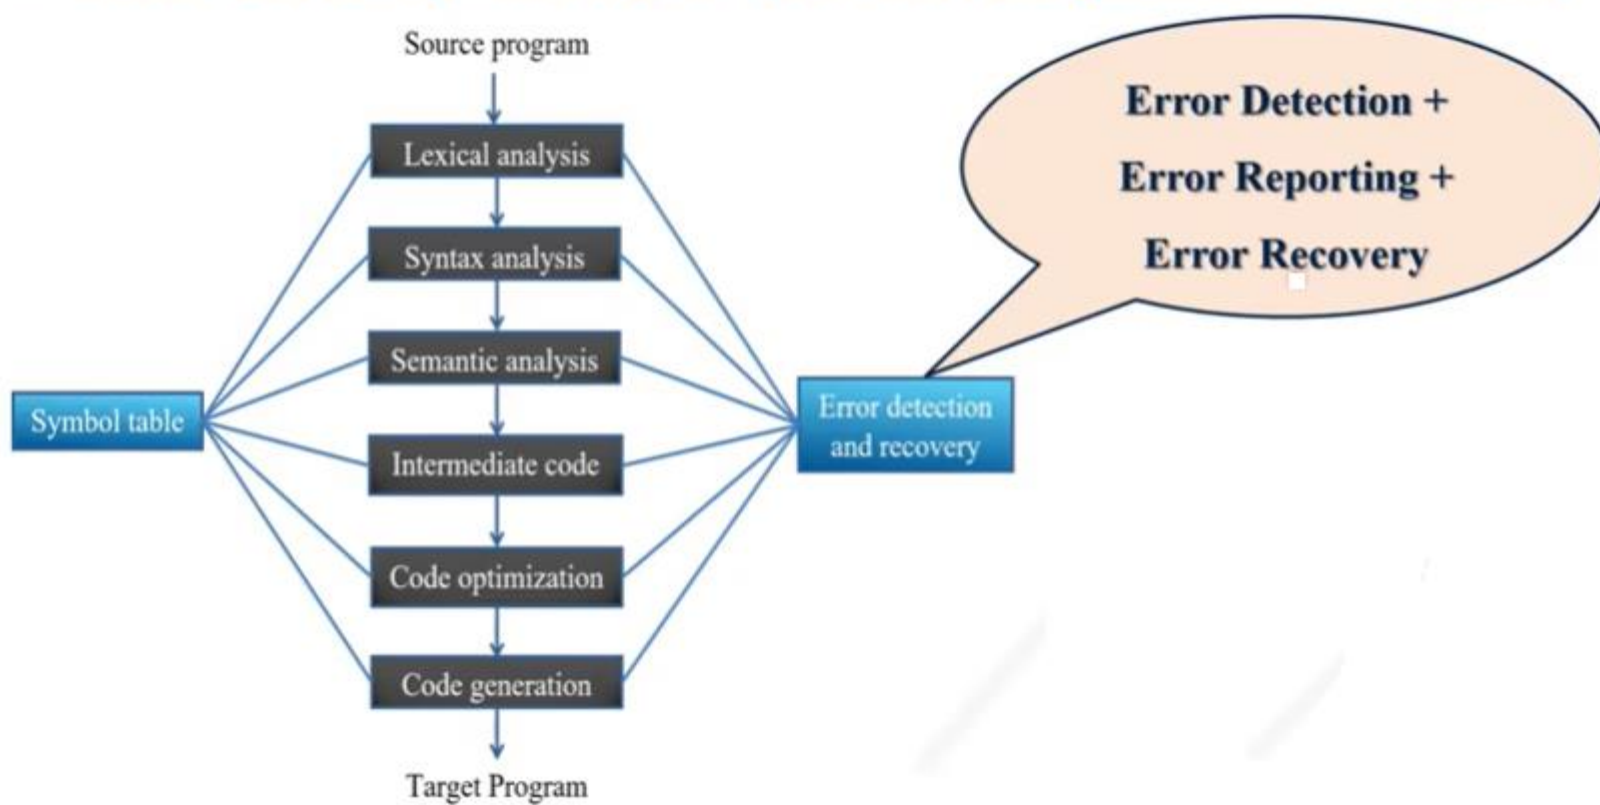 Source program
Lexical analysis
Syntax analysis
Semantic analysis
Intermediate code
Code optimization
Code generation
Target Program
Symbol table
Error detection
and recovery
Error Detection +
Error Reporting +
Error Recovery